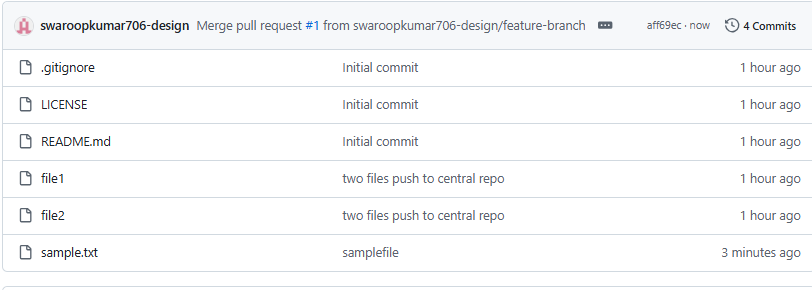 swaroopkumar706-design Merge pull request #1 from swaroopkumar706-design/feature-branch aff69ec · now 4 Commits
.gitignore Initial commit 1 hour ago
LICENSE Initial commit 1 hour ago
README.md Initial commit 1 hour ago
file1 two files push to central repo 1 hour ago
file2 two files push to central repo 1 hour ago
sample.txt samplefile 3 minutes ago